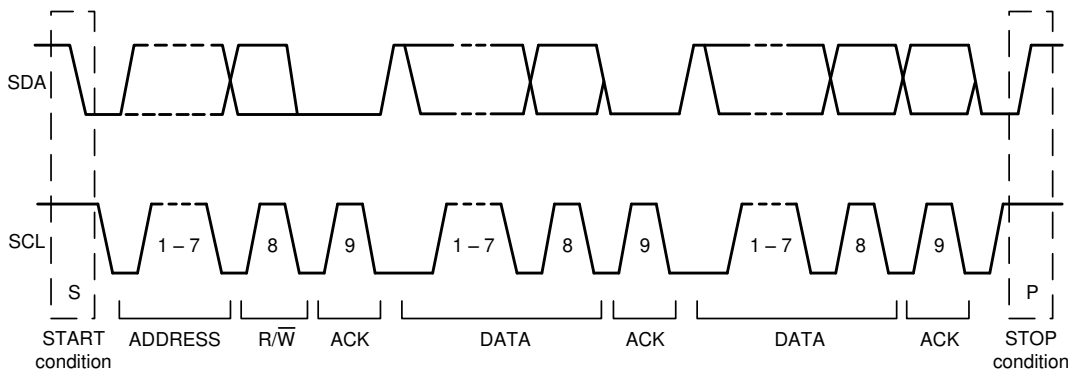 SDA
SCL
1 – 7
8
9
1 – 7
8
9
1 – 7
8
9
S
P
START
condition
ADDRESS
R/W̅
ACK
DATA
ACK
DATA
ACK
STOP
condition